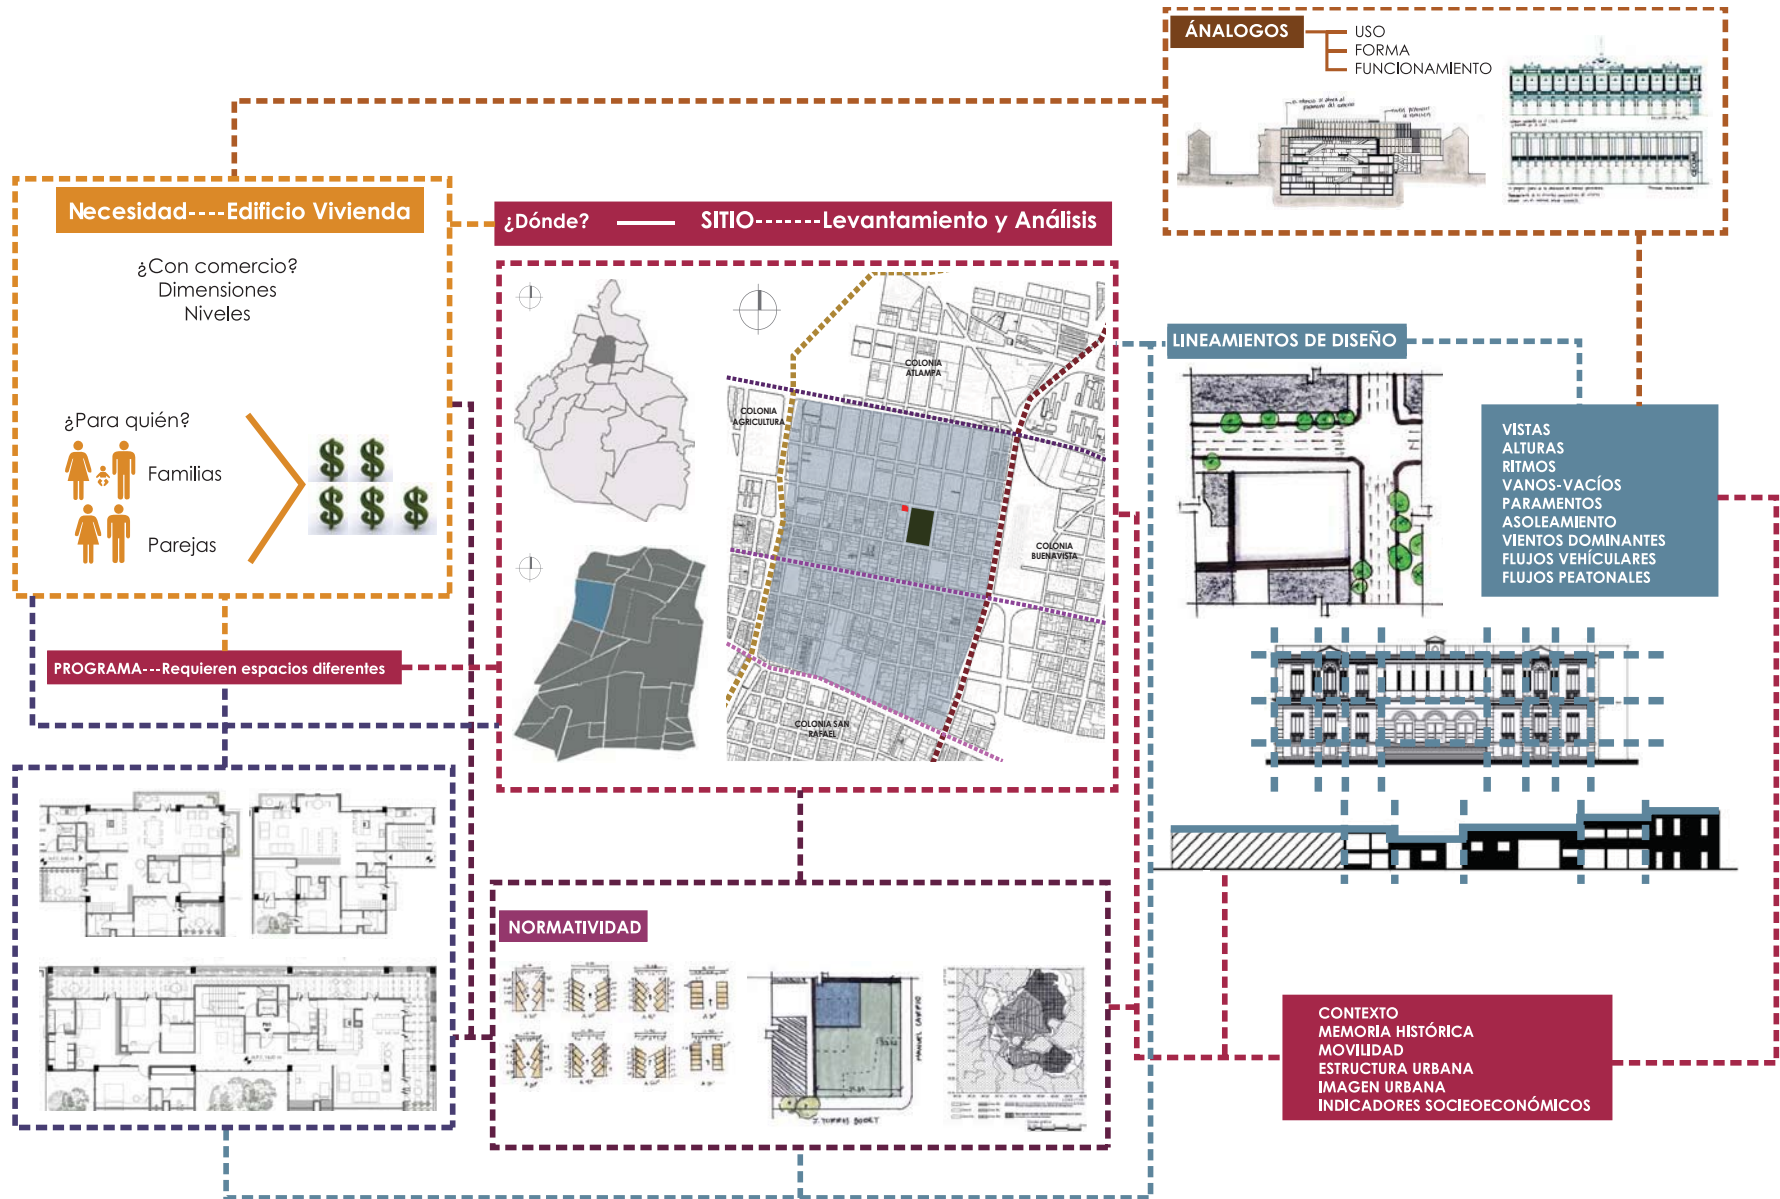 ÁNALOGOS
USO
FORMA
FUNCIONAMIENTO
Necesidad----Edificio Vivienda
¿Con comercio?
Dimensiones
Niveles
¿Para quién?
Familias
Parejas
¿Dónde?
SITIO-------Levantamiento y Análisis
COLONIA
ATLAMPA
COLONIA
AGRICULTURA
COLONIA
BUENAVISTA
COLONIA SAN
RAFAEL
LINEAMIENTOS DE DISEÑO
VISTAS
ALTURAS
RITMOS
VANOS-VACÍOS
PARAMENTOS
ASOLEAMIENTO
VIENTOS DOMINANTES
FLUJOS VEHÍCULARES
FLUJOS PEATONALES
PROGRAMA---Requieren espacios diferentes
NORMATIVIDAD
J. TORRES BODET
CONTEXTO
MEMORIA HISTÓRICA
MOVILIDAD
ESTRUCTURA URBANA
IMAGEN URBANA
INDICADORES SOCIEOECONÓMICOS